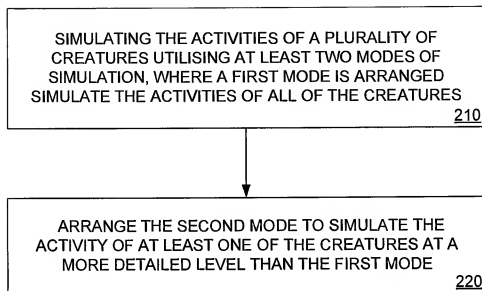 SIMULATING THE ACTIVITIES OF A PLURALITY OF
CREATURES UTILISING AT LEAST TWO MODES OF
SIMULATION, WHERE A FIRST MODE IS ARRANGED
SIMULATE THE ACTIVITIES OF ALL OF THE CREATURES
210
ARRANGE THE SECOND MODE TO SIMULATE THE
ACTIVITY OF AT LEAST ONE OF THE CREATURES AT A
MORE DETAILED LEVEL THAN THE FIRST MODE
220